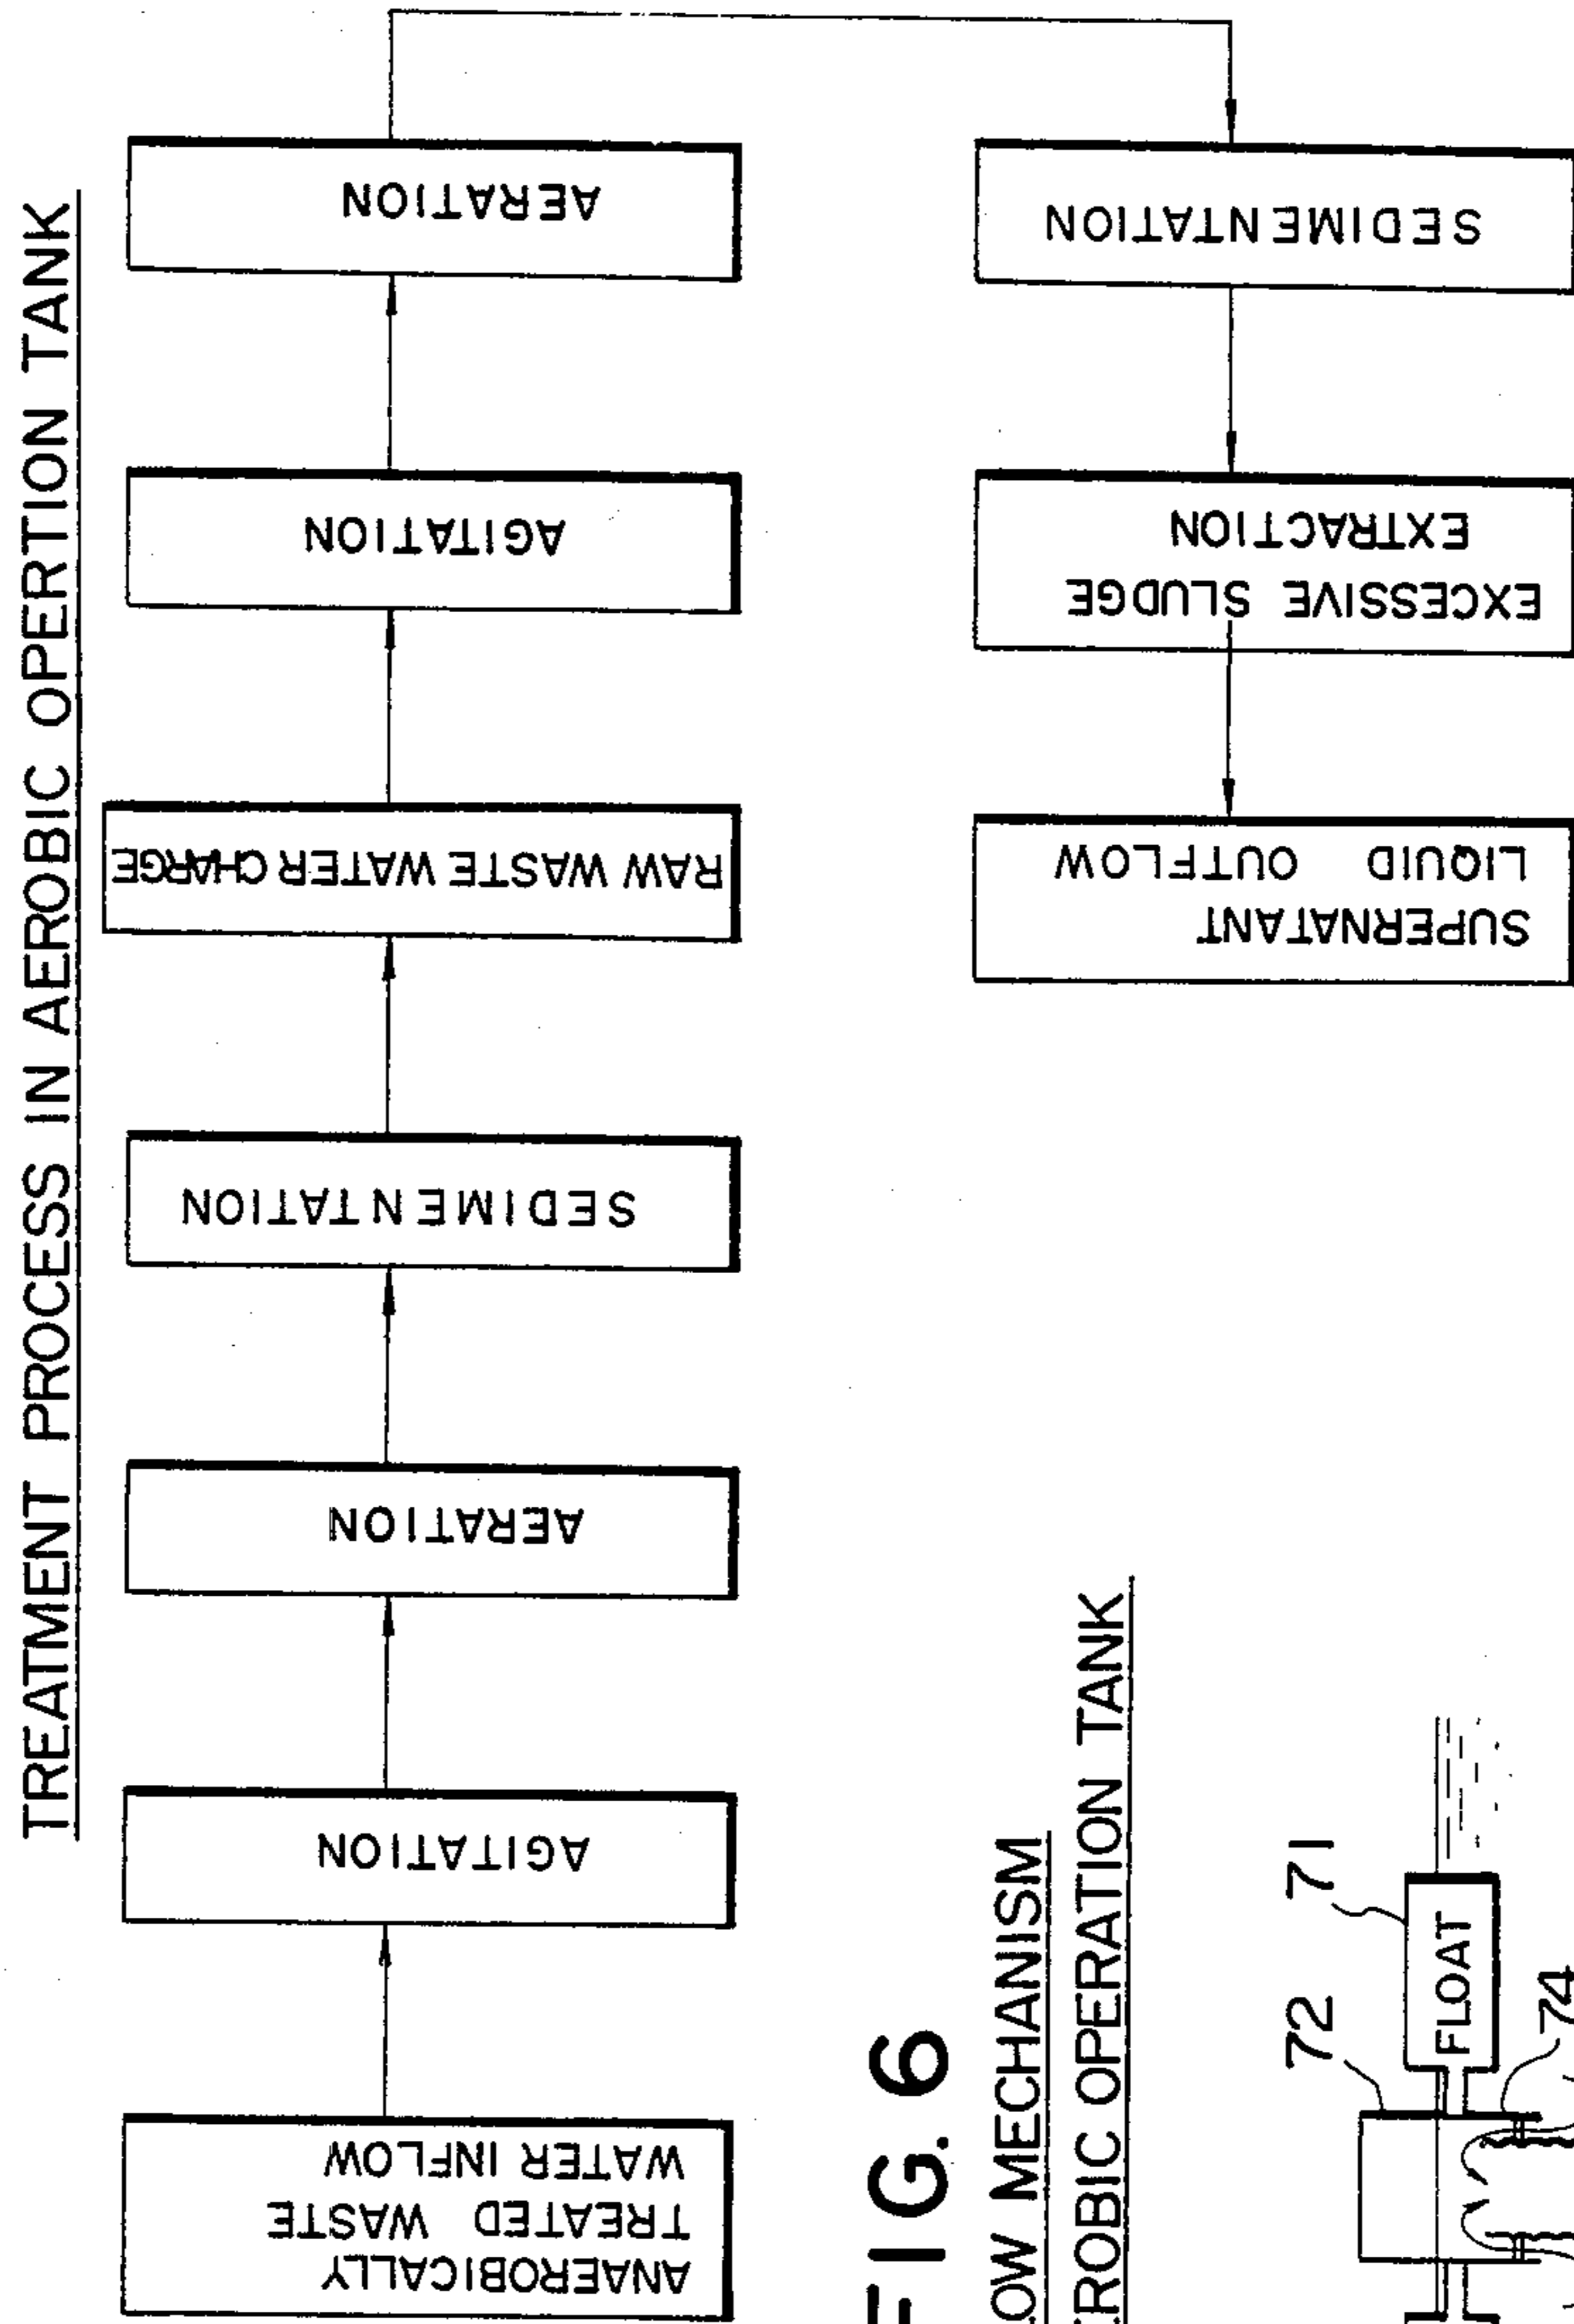 TREATMENT PROCESS IN AEROBIC OPERTION TANK
ANAEROBICALLY
TREATED WASTE
WATER INFLOW
AGITATION
AERATION
SEDIMENTATION
RAW WASTE WATER CHARGE
AGITATION
AERATION
SEDIMENTATION
EXCESSIVE SLUDGE
EXTRACTION
SUPERNATANT
LIQUID OUTFLOW
FIG. 6
OW MECHANISM
EROBIC OPERATION TANK
72
71
FLOAT
74